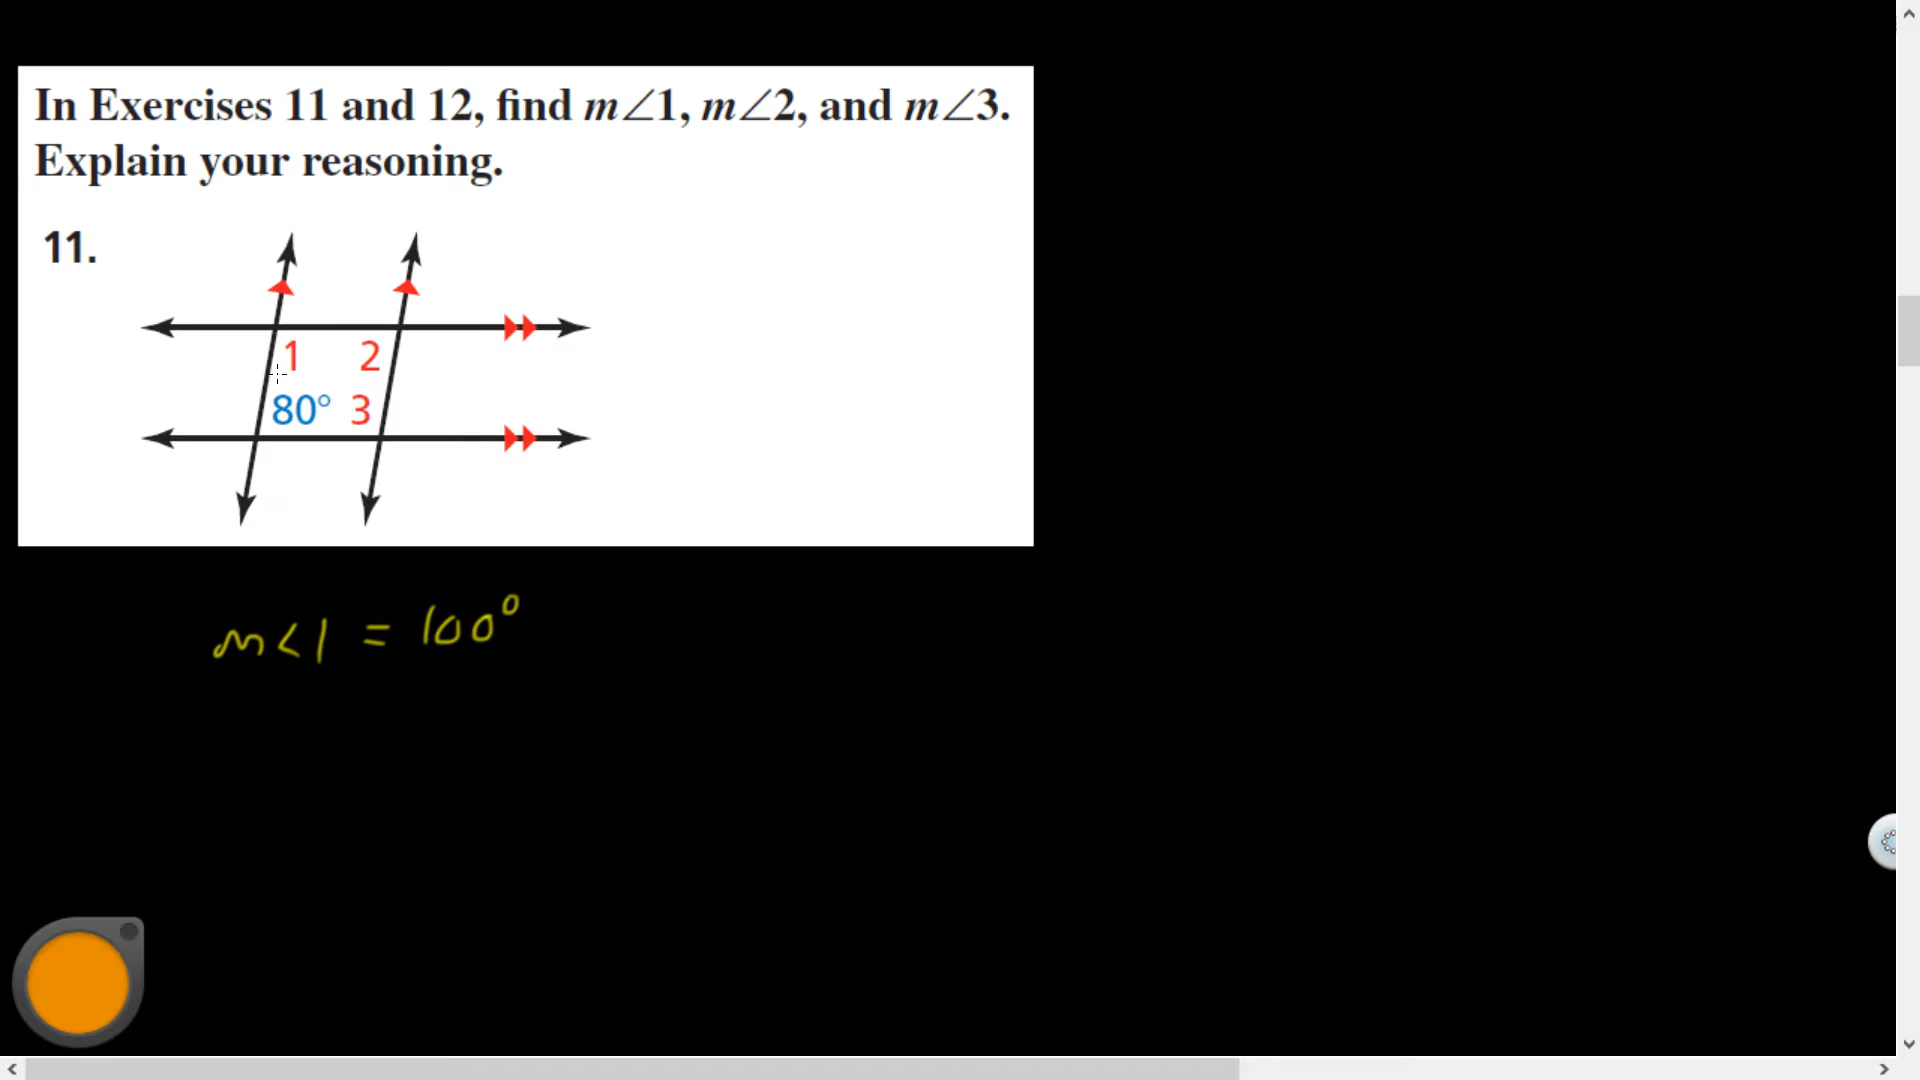 In Exercises 11 and 12, find m∠1, m∠2, and m∠3.
Explain your reasoning.
11.
1 2
80° 3
m<1 = 100°